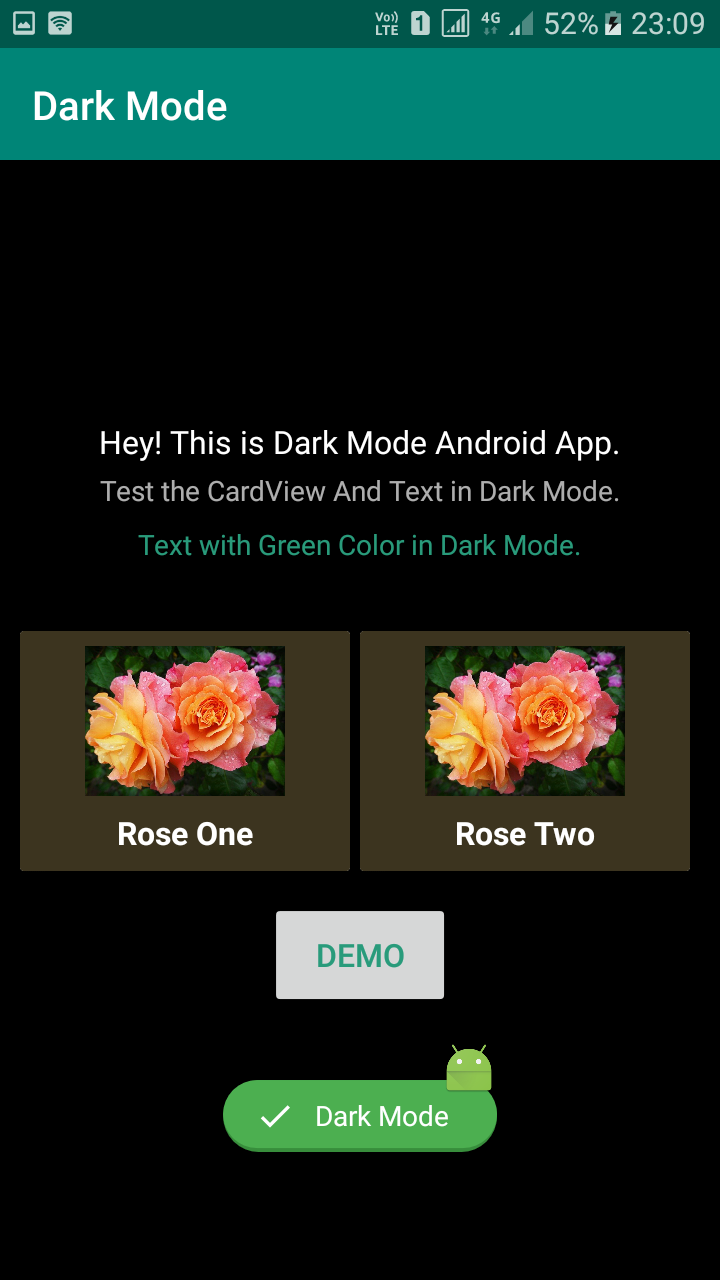 Vo)) LTE 1 4G 52% 23:09
Dark Mode
Hey! This is Dark Mode Android App.
Test the CardView And Text in Dark Mode.
Text with Green Color in Dark Mode.
Rose One
Rose Two
DEMO
Dark Mode